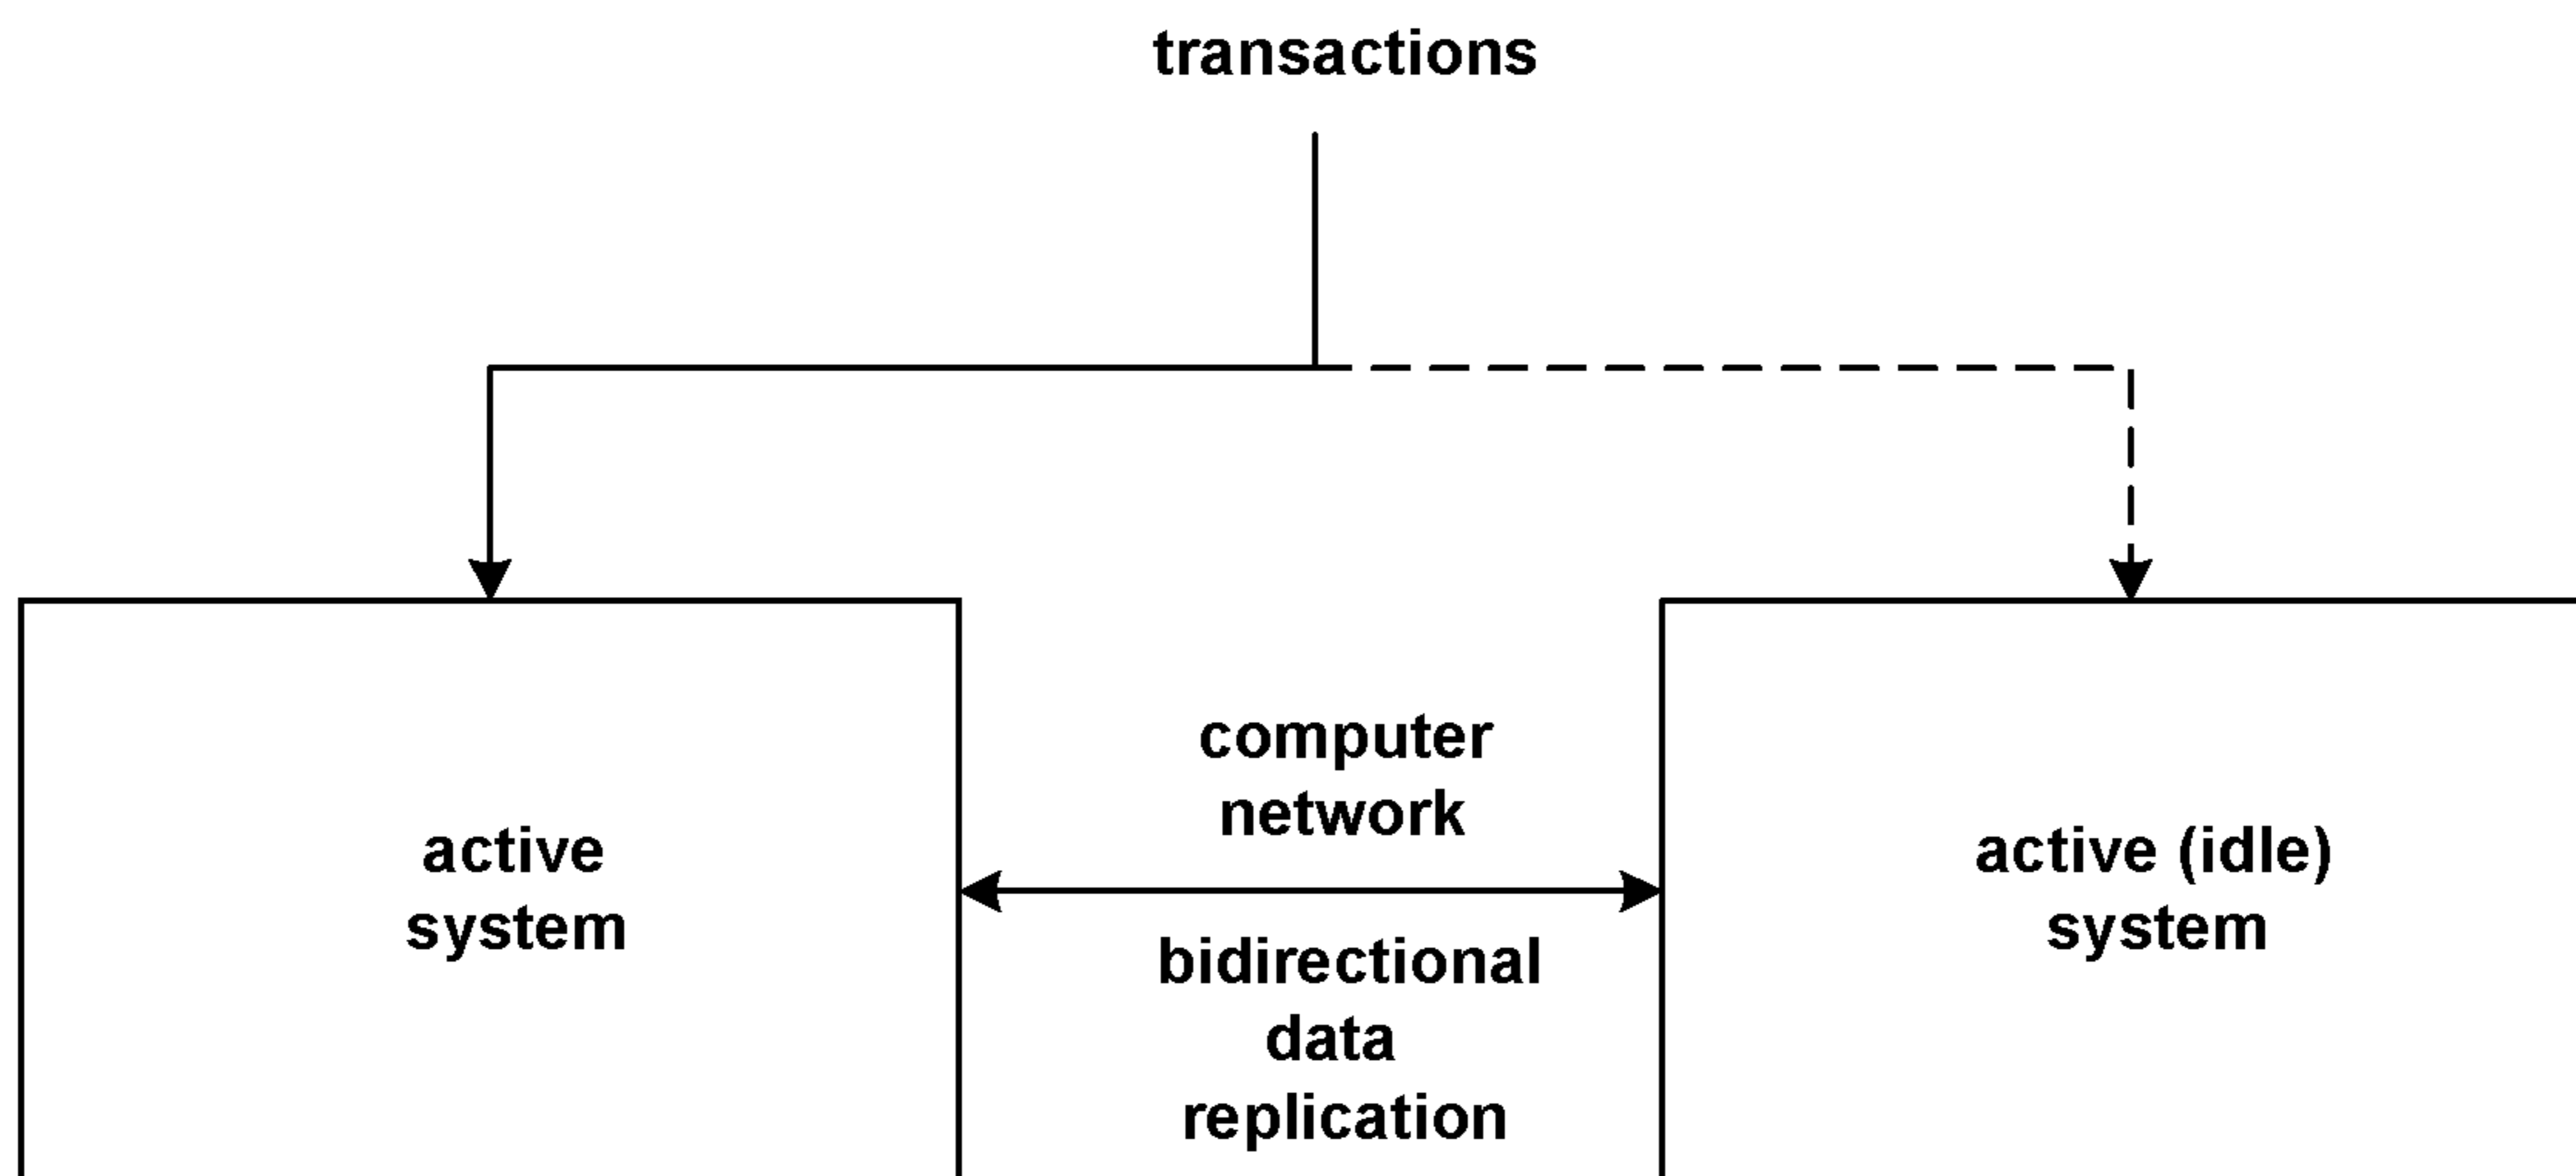 transactions
computer
network
active
system
active (idle)
system
bidirectional
data
replication